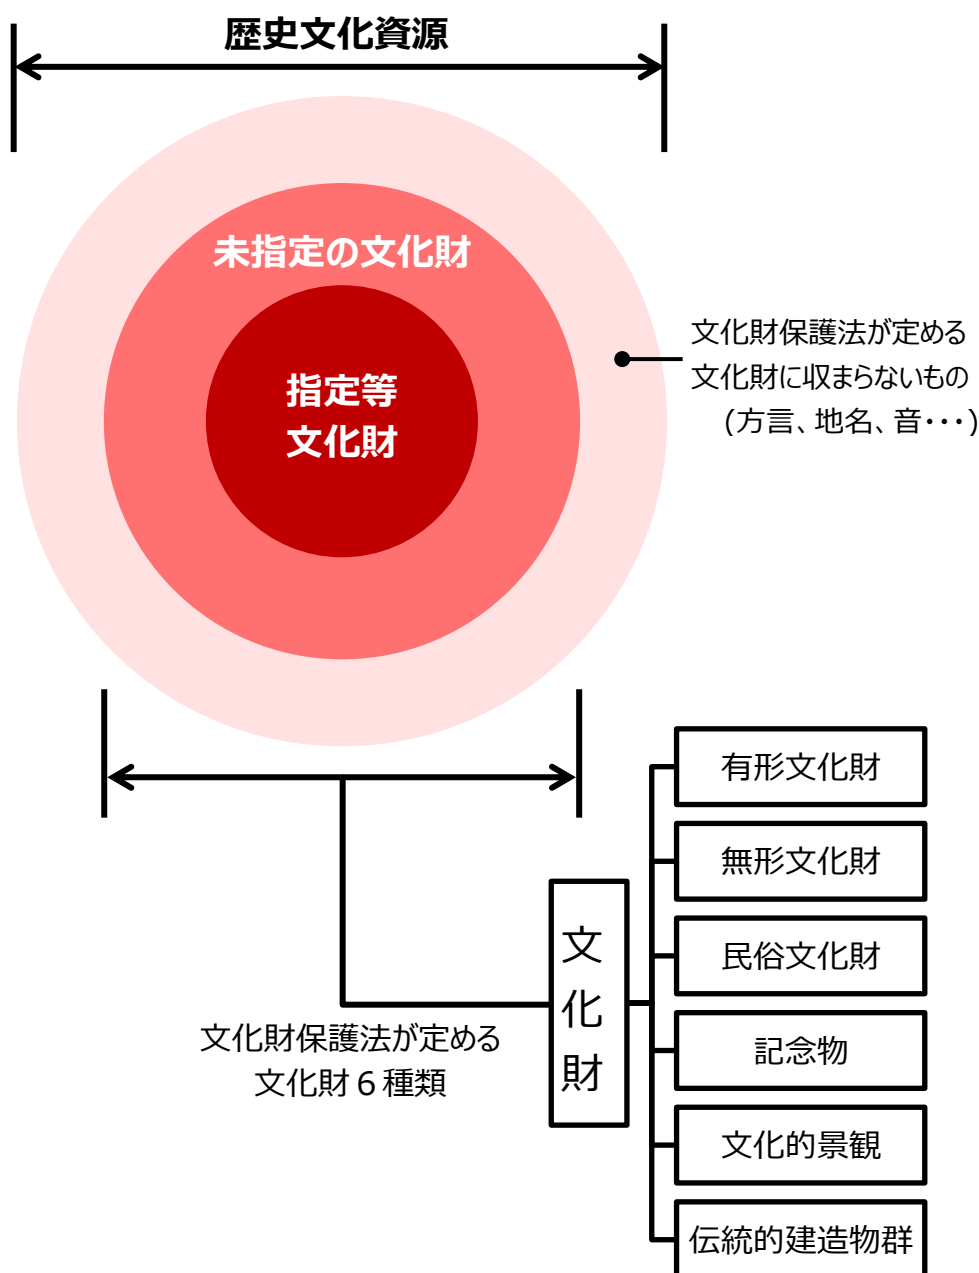 歴史文化資源
未指定の文化財
指定等
文化財
文化財保護法が定める
文化財に収まらないもの
(方言、地名、音・・・)
文化財保護法が定める
文化財６種類
文化財
有形文化財
無形文化財
民俗文化財
記念物
文化的景観
伝統的建造物群